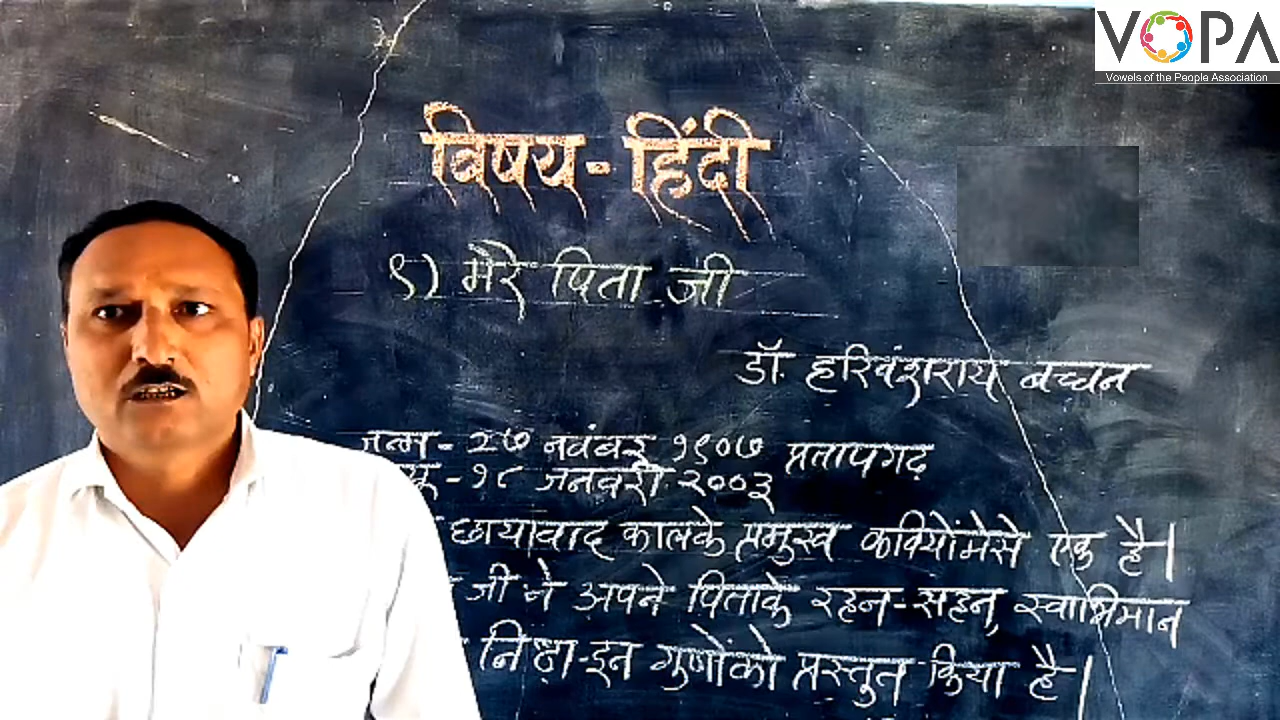 VOPA
Vowels of the People Association
विषय - हिंदी
९) मेरे पिता जी
डॉ. हरिवंशराय बच्चन
जन्म - २७ नवंबर १९०७ प्रतापगढ़
- १८ जनवरी २००३
छायावाद कालके प्रमुख कवियोंमेसे एक है।
जी ने अपने पिताके रहन-सहन, स्वाभिमान
इन गुणोंको प्रस्तुत किया है।